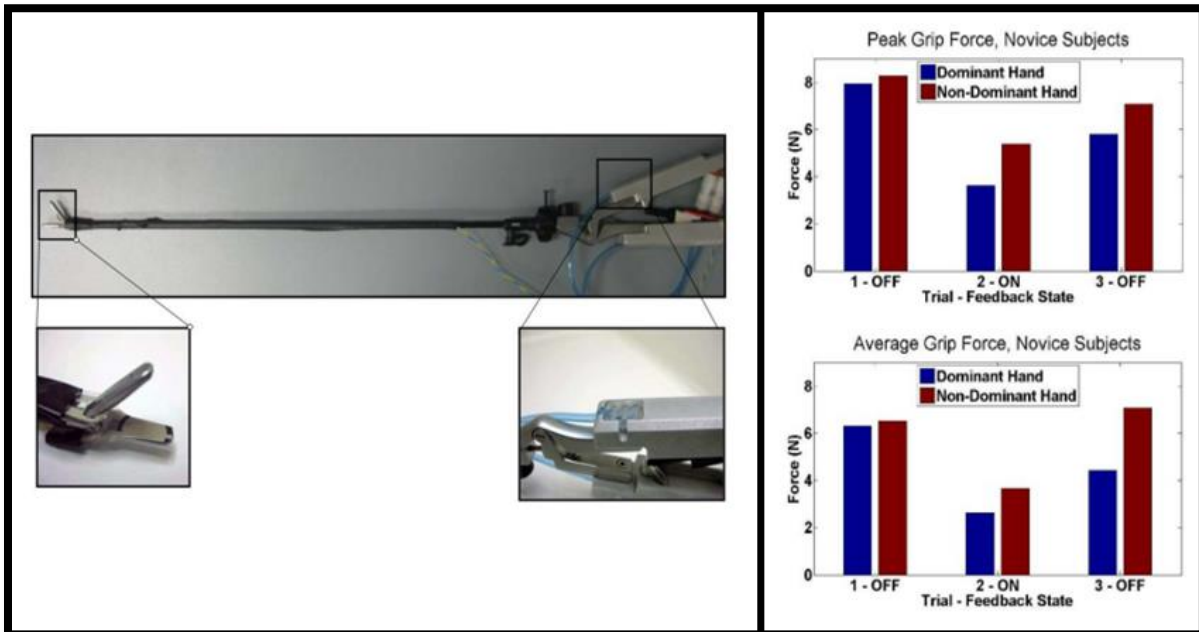 Peak Grip Force, Novice Subjects
Dominant Hand
Non-Dominant Hand
8
6
4
2
0
Force (N)
1 - OFF 2 - ON 3 - OFF
Trial - Feedback State
Average Grip Force, Novice Subjects
Dominant Hand
Non-Dominant Hand
8
6
4
2
0
Force (N)
1 - OFF 2 - ON 3 - OFF
Trial - Feedback State